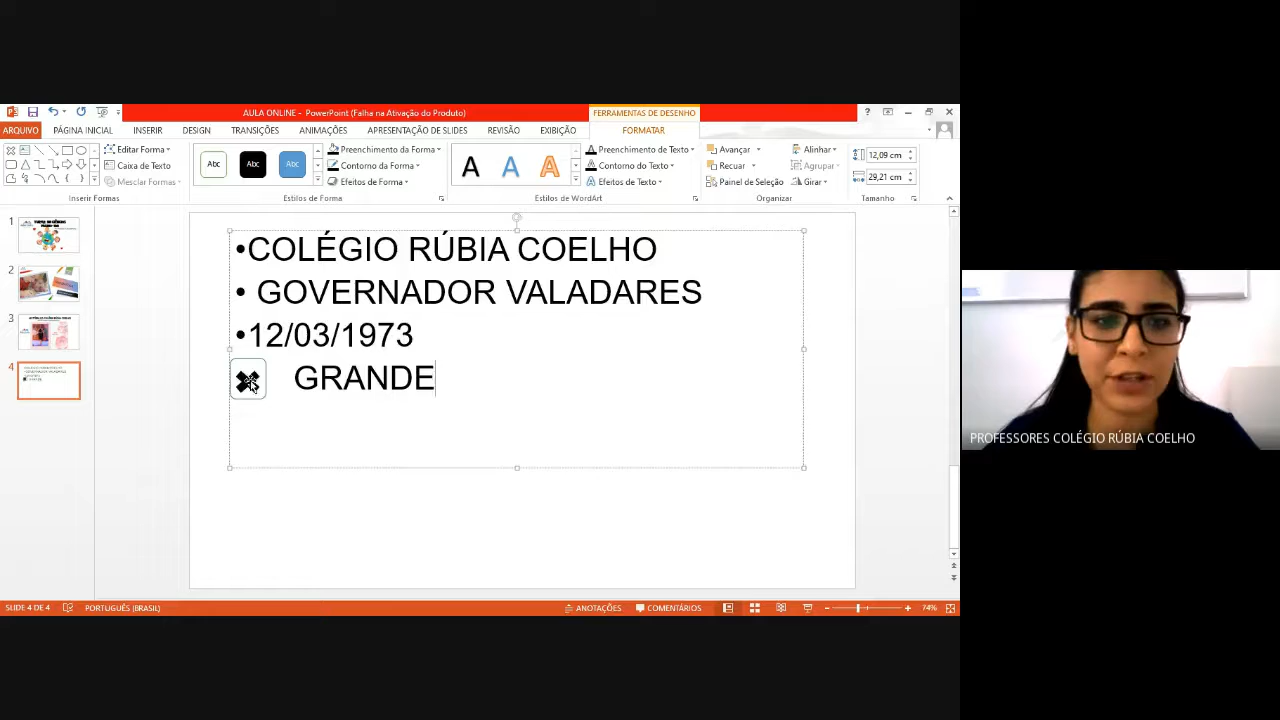 AULA ONLINE - PowerPoint (Falha na Ativação do Produto)
FERRAMENTAS DE DESENHO
ARQUIVO PÁGINA INICIAL INSERIR DESIGN TRANSIÇÕES ANIMAÇÕES APRESENTAÇÃO DE SLIDES REVISÃO EXIBIÇÃO FORMATAR
Editar Forma
Caixa de Texto
Mesclar Formas
Inserir Formas
Abc Abc Abc
Preenchimento da Forma
Contorno da Forma
Efeitos de Forma
Estilos de Forma
A A A
Preenchimento de Texto
Contorno do Texto
Efeitos de Texto
Estilos de WordArt
Avançar
Recuar
Painel de Seleção
Alinhar
Agrupar
Girar
Organizar
12,09 cm
29,21 cm
Tamanho
1
2
3
4
•COLÉGIO RÚBIA COELHO
• GOVERNADOR VALADARES
•12/03/1973
GRANDE
PROFESSORES COLÉGIO RÚBIA COELHO
SLIDE 4 DE 4 PORTUGUÊS (BRASIL) ANOTAÇÕES COMENTÁRIOS 74%